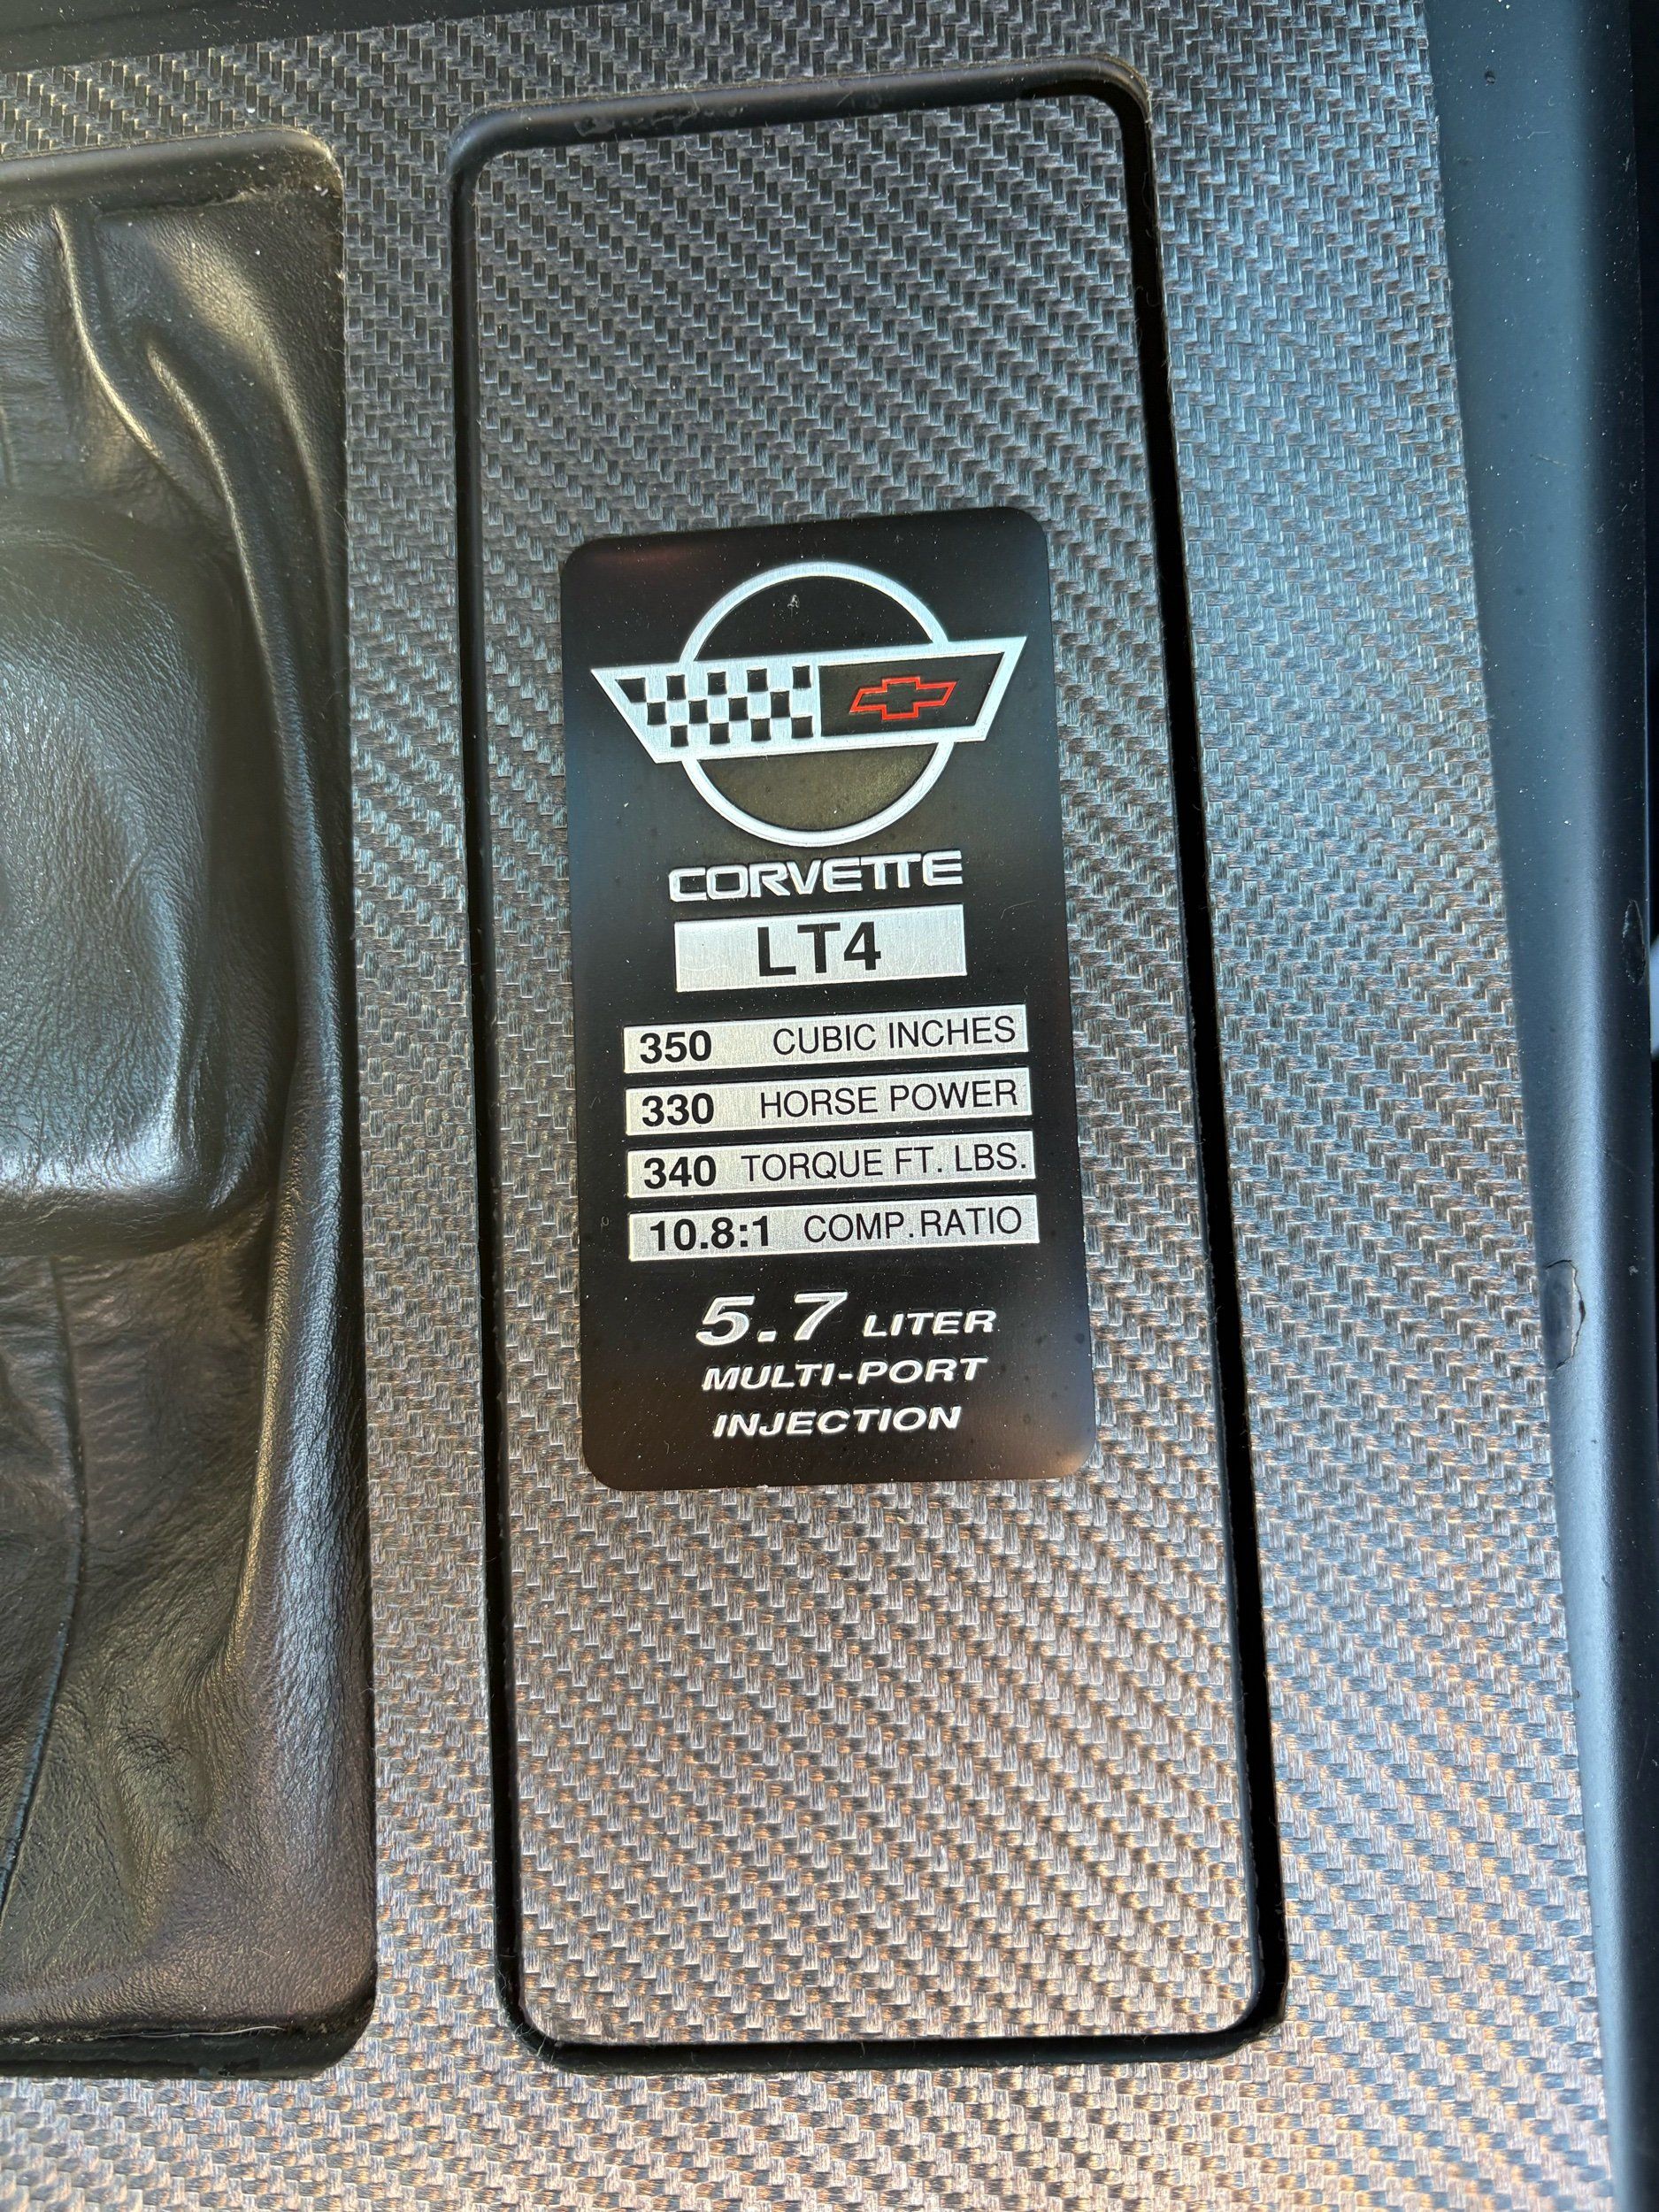 CORVETTE
LT4
350 CUBIC INCHES
330 HORSE POWER
340 TORQUE FT. LBS.
10.8:1 COMP. RATIO
5.7 LITER
MULTI-PORT
INJECTION